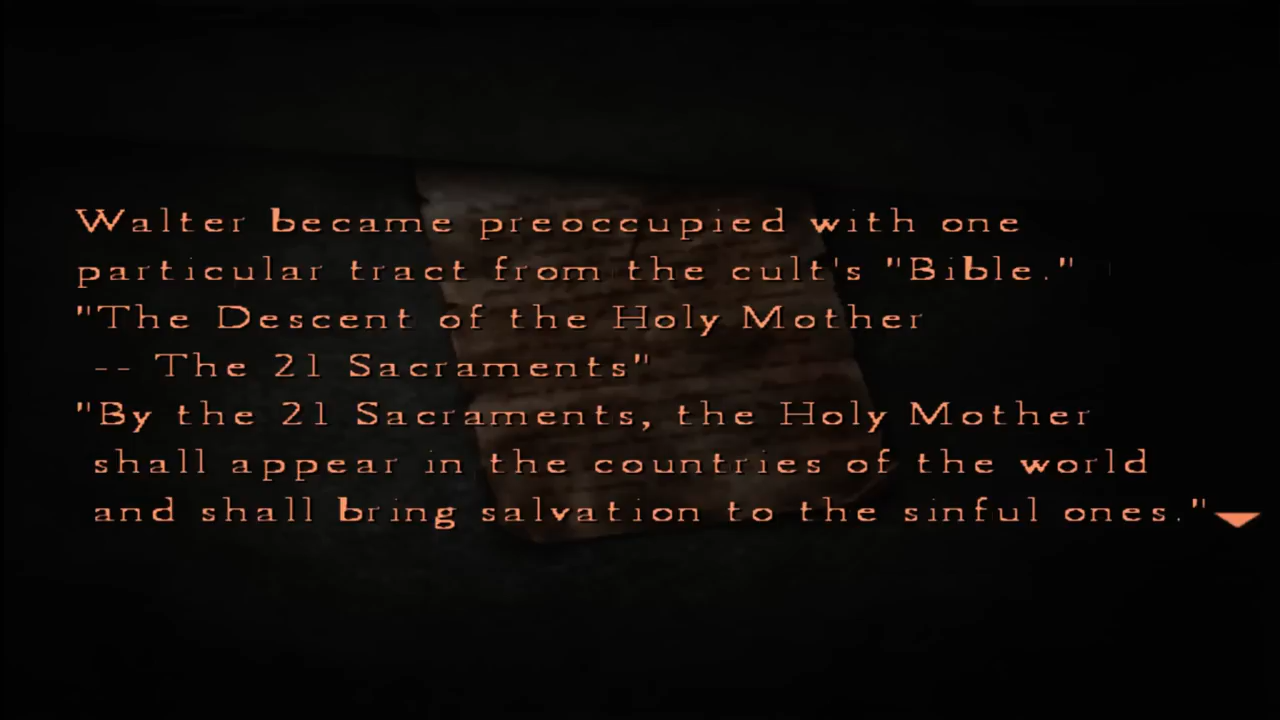 Walter became preoccupied with one
particular tract from the cult's "Bible."
"The Descent of the Holy Mother
-- The 21 Sacraments"
"By the 21 Sacraments, the Holy Mother
shall appear in the countries of the world
and shall bring salvation to the sinful ones."